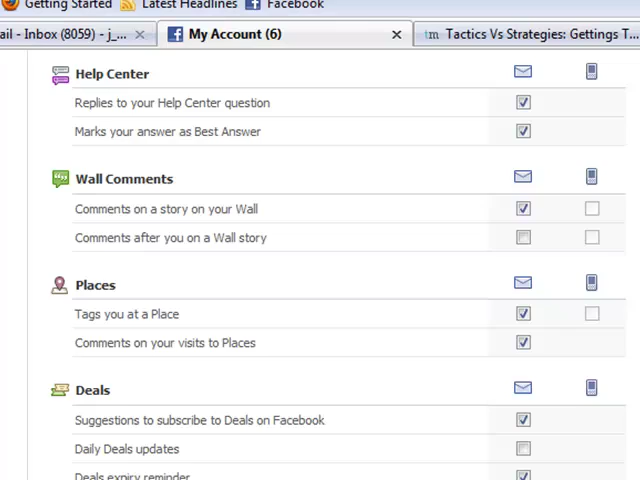 Getting Started Latest Headlines Facebook
ail - Inbox (8059) - j_... My Account (6) Tactics Vs Strategies: Gettings T...
Help Center
Replies to your Help Center question
Marks your answer as Best Answer
Wall Comments
Comments on a story on your Wall
Comments after you on a Wall story
Places
Tags you at a Place
Comments on your visits to Places
Deals
Suggestions to subscribe to Deals on Facebook
Daily Deals updates
Deals expiry reminder